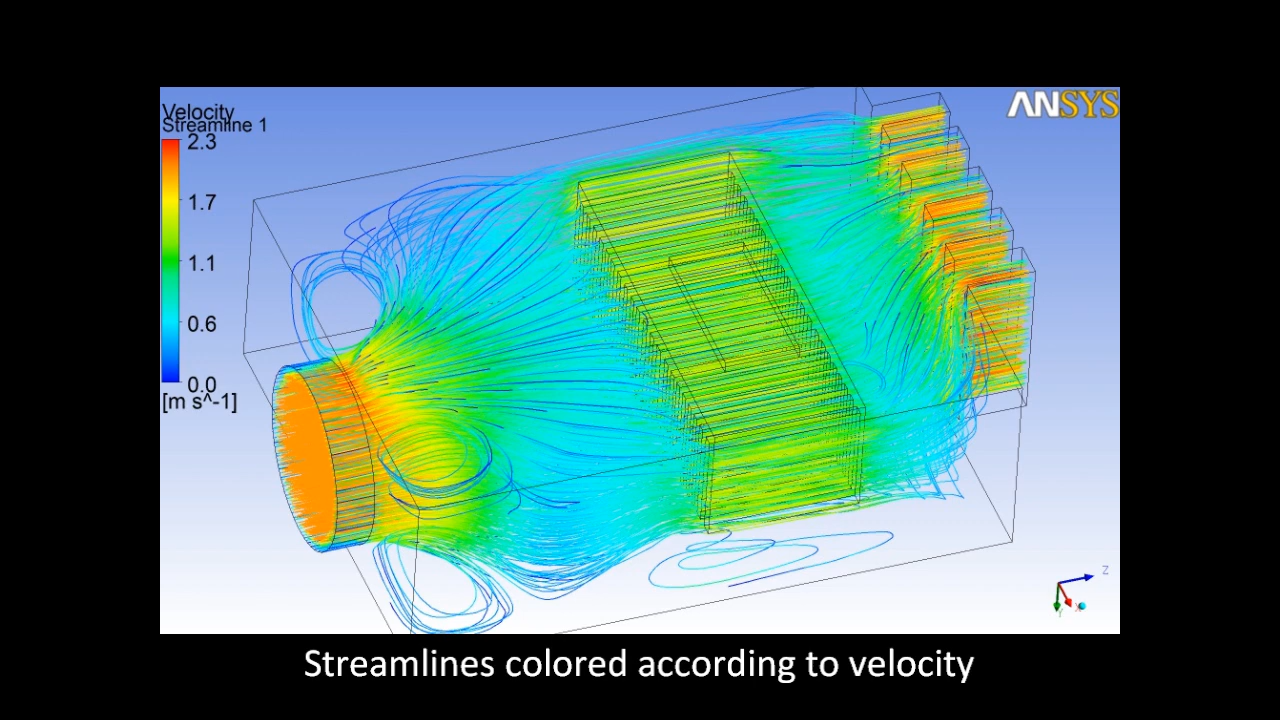 ANSYS
Velocity
Streamline 1
2.3
1.7
1.1
0.6
0.0
[m s^-1]
Z
Y
X
Streamlines colored according to velocity